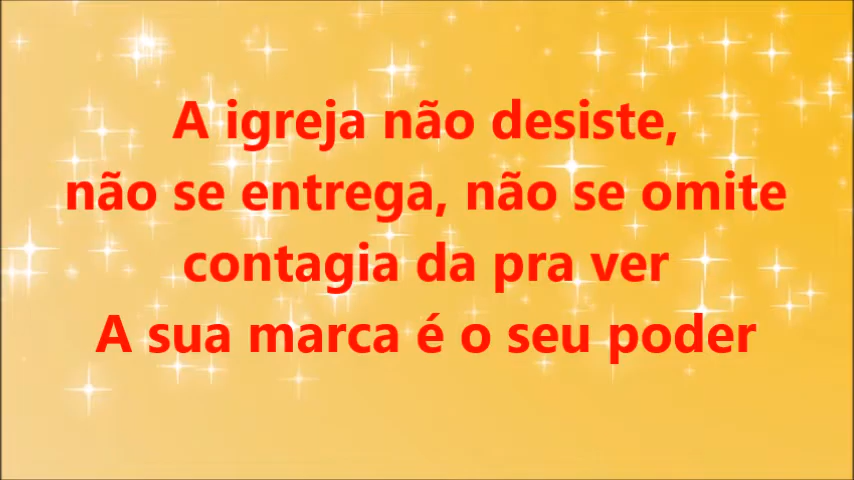 A igreja não desiste,
não se entrega, não se omite
contagia da pra ver
A sua marca é o seu poder